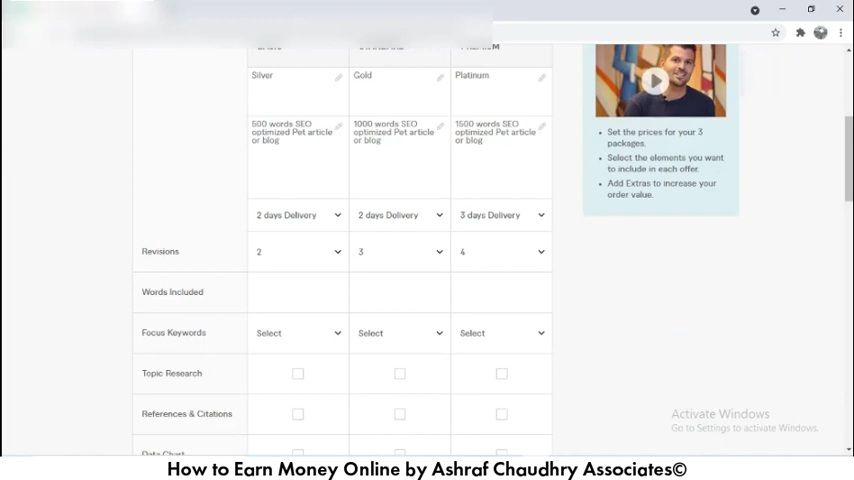 Silver
Gold
Platinum
500 words SEO optimized Pet article or blog
1000 words SEO optimized Pet article or blog
1500 words SEO optimized Pet article or blog
2 days Delivery
2 days Delivery
3 days Delivery
Revisions
2
3
4
Words Included
Focus Keywords
Select
Select
Select
Topic Research
References & Citations
Data Chart
Set the prices for your 3
packages.
Select the elements you want
to include in each offer.
Add Extras to increase your
order value.
Activate Windows
Go to Settings to activate Windows.
How to Earn Money Online by Ashraf Chaudhry Associates©